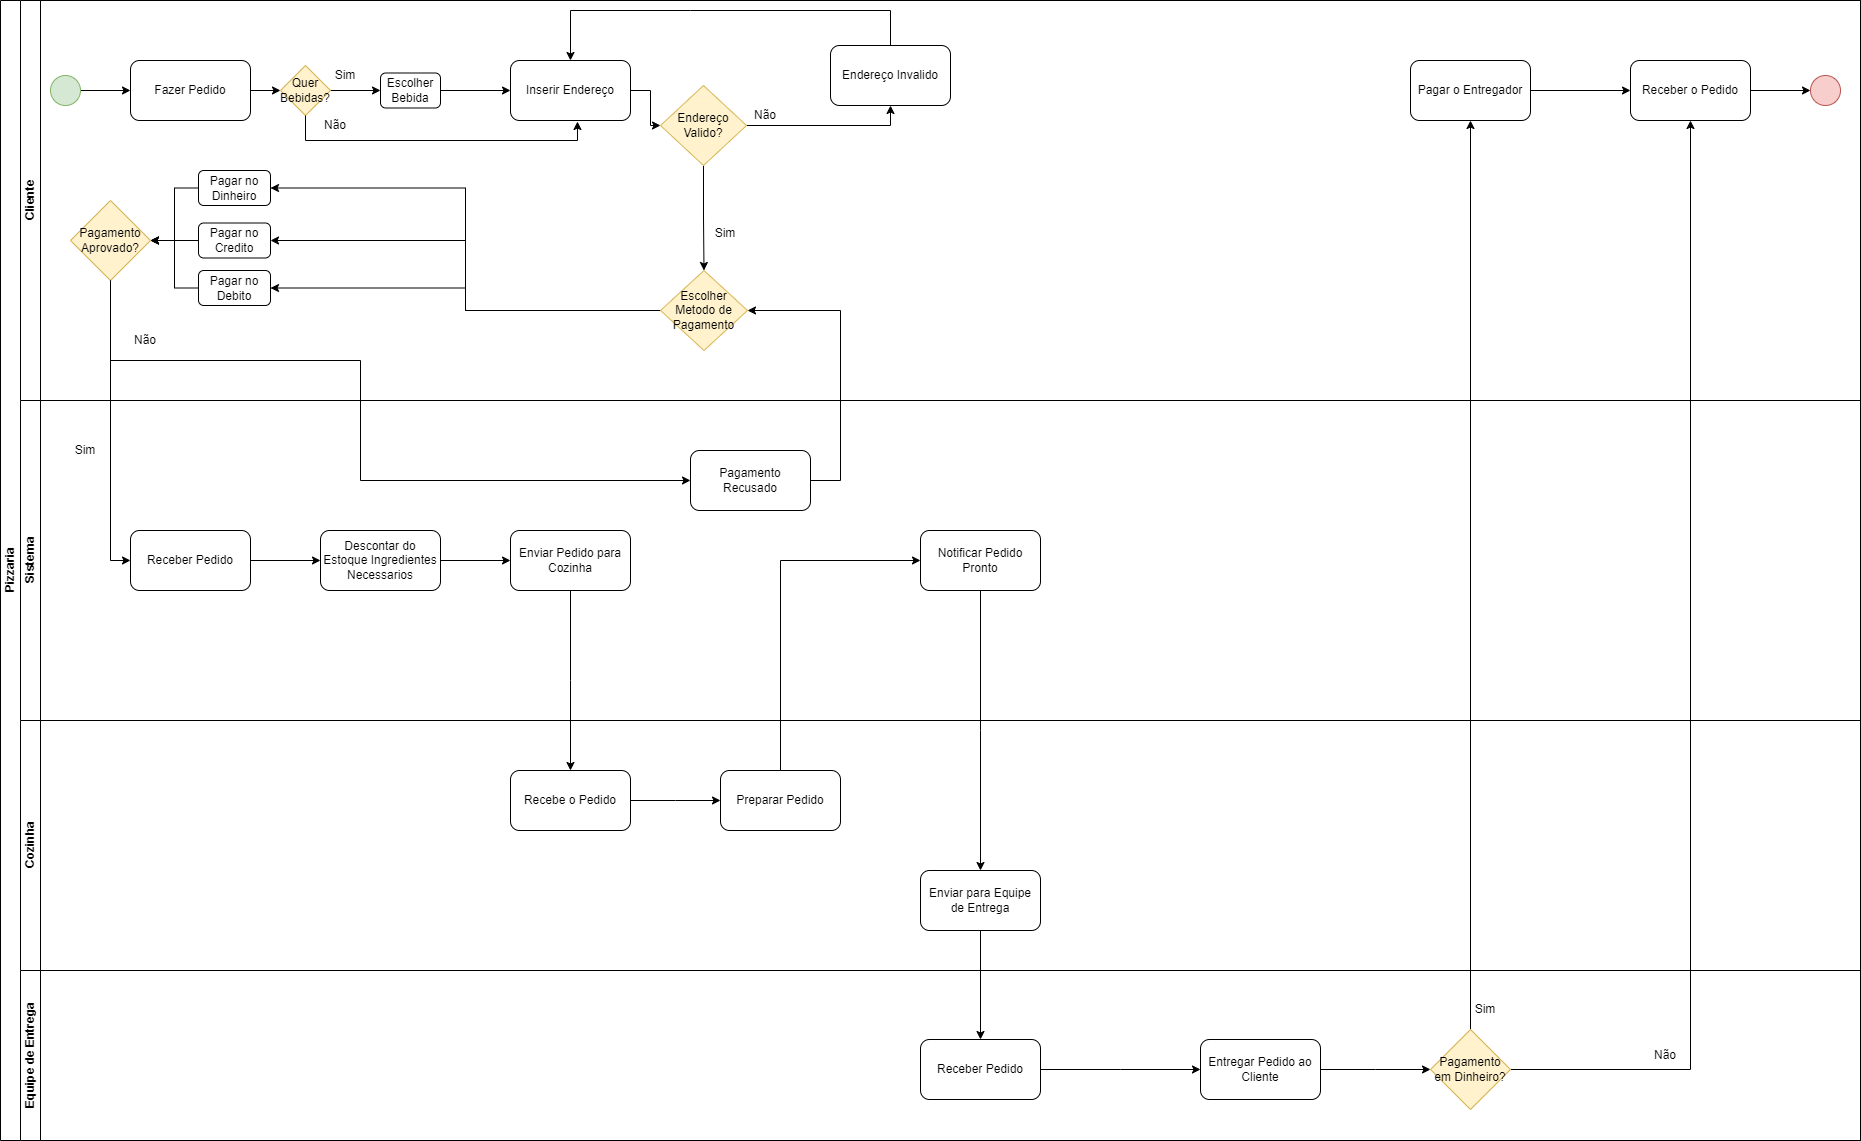 Pizzaria
Cliente
Fazer Pedido
Quer
Bebidas?
Sim
Não
Escolher
Bebida
Inserir Endereço
Endereço
Valido?
Não
Sim
Endereço Invalido
Pagar o Entregador
Receber o Pedido
Pagar no
Dinheiro
Pagar no
Credito
Pagar no
Debito
Pagamento
Aprovado?
Escolher
Metodo de
Pagamento
Não
Sistema
Sim
Pagamento
Recusado
Receber Pedido
Descontar do
Estoque Ingredientes
Necessarios
Enviar Pedido para
Cozinha
Notificar Pedido
Pronto
Cozinha
Recebe o Pedido
Preparar Pedido
Enviar para Equipe
de Entrega
Equipe de Entrega
Receber Pedido
Entregar Pedido ao
Cliente
Pagamento
em Dinheiro?
Sim
Não